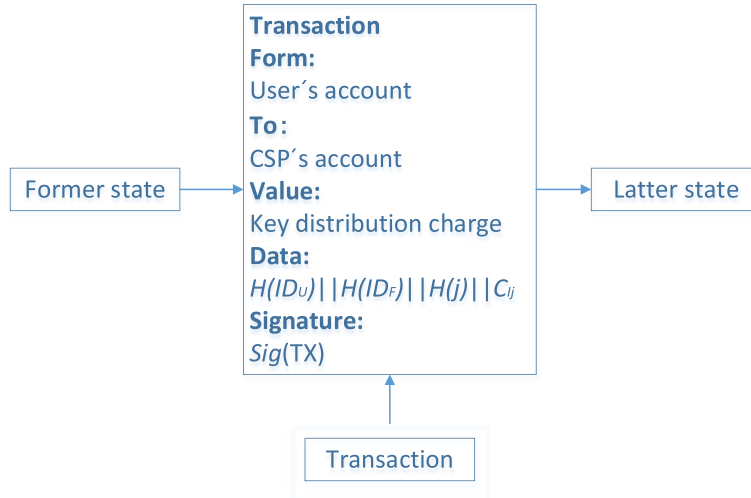 Transaction
Form:
User´s account
To:
CSP´s account
Value:
Key distribution charge
Data:
H(IDU)||H(IDF)||H(j)||CIj
Signature:
Sig(TX)
Former state
Latter state
Transaction